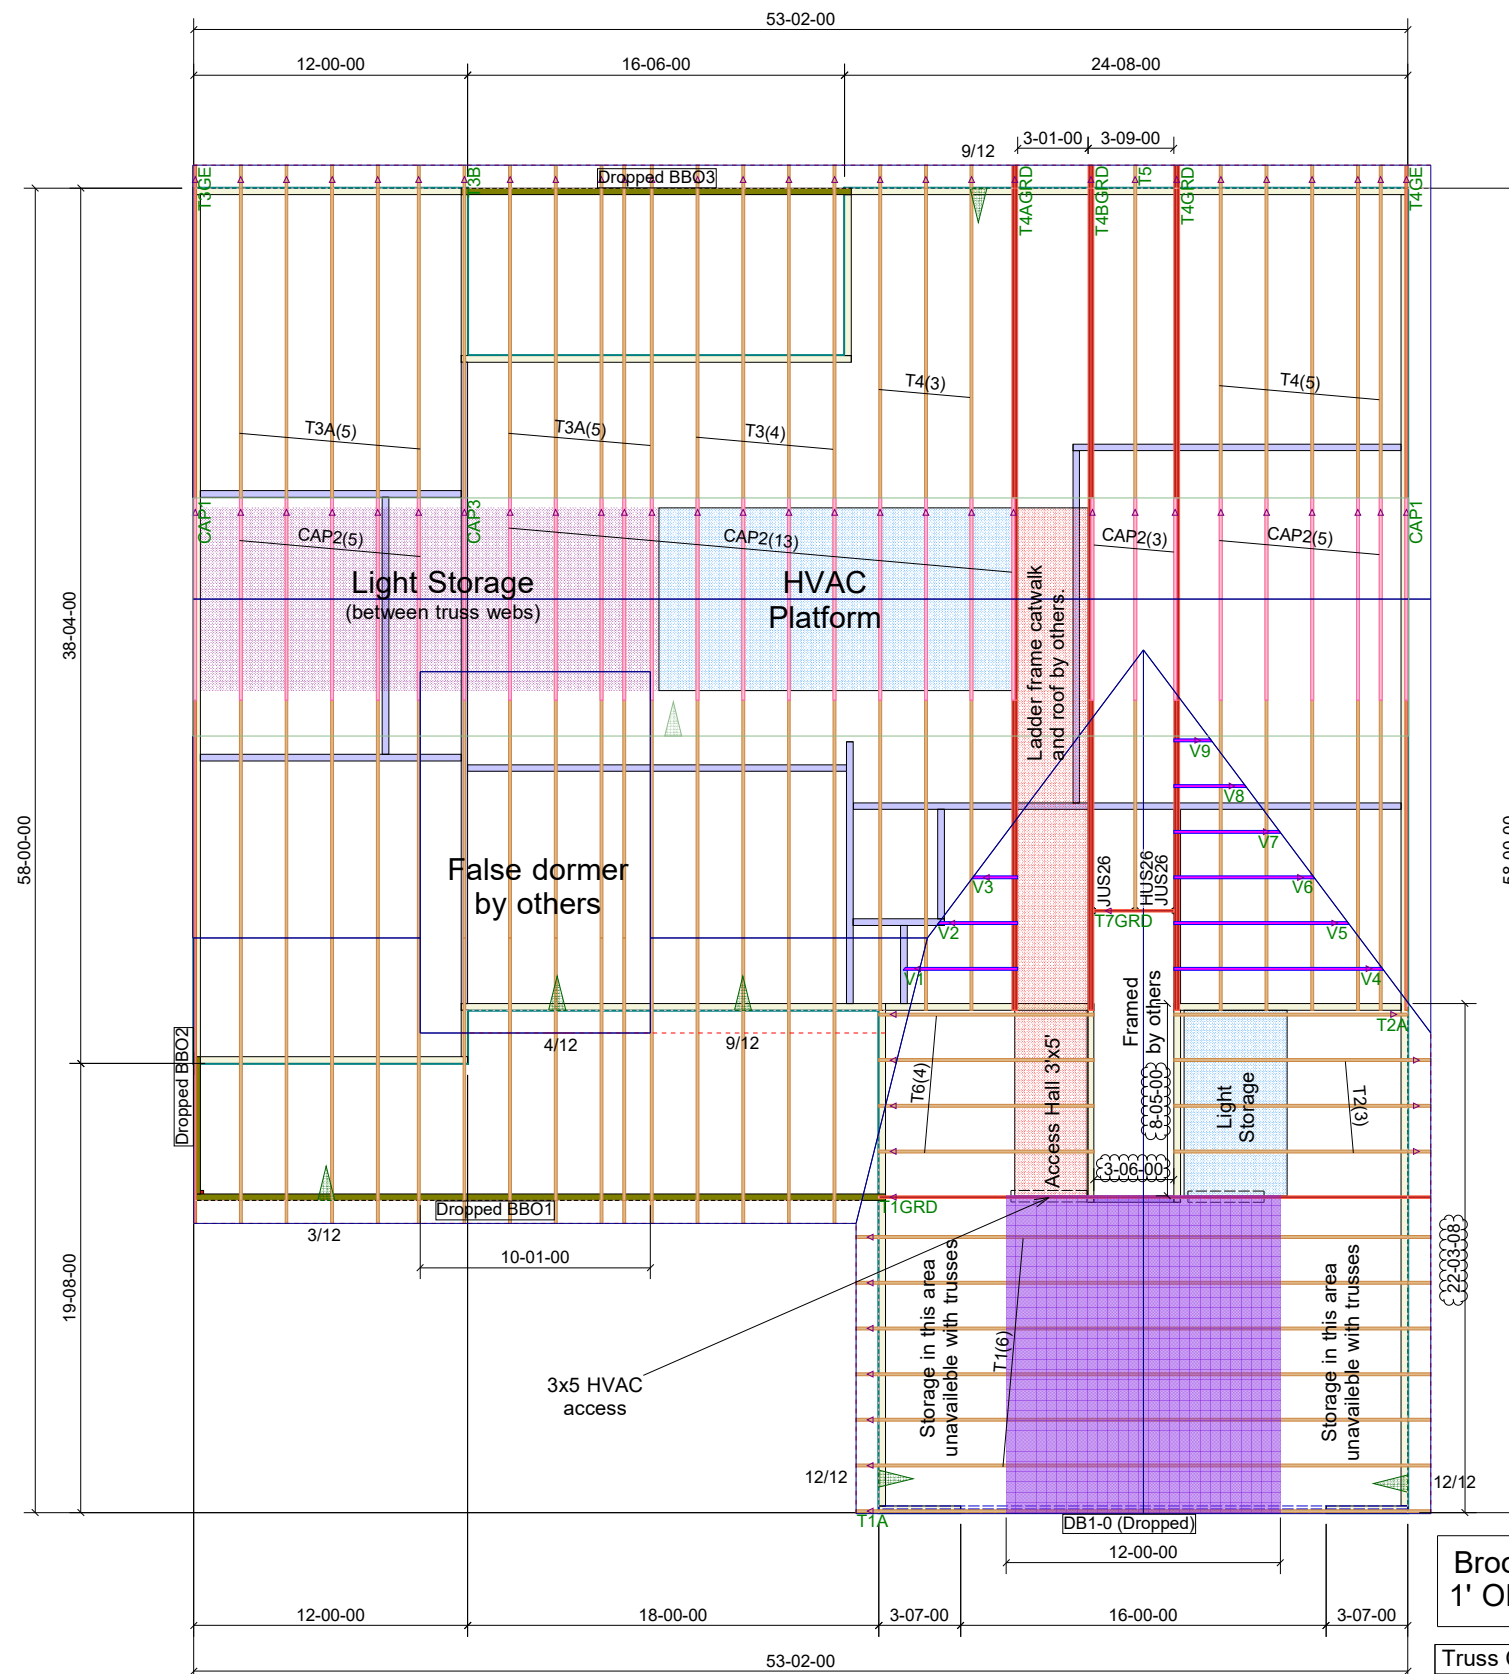 53-02-00
12-00-00
16-06-00
24-08-00
3-01-00
3-09-00
9/12
Dropped BBO3
T3GE
T3B
T4AGRD
T4BGRD
T5
T4GRD
T4GE
T4(3)
T4(5)
T3A(5)
T3A(5)
T3(4)
CAP1
CAP3
CAP1
CAP2(5)
CAP2(13)
CAP2(3)
CAP2(5)
Light Storage
(between truss webs)
HVAC
Platform
Ladder frame catwalk
and roof by others.
38-04-00
58-00-00
58-00-00
V9
V8
V7
V6
V5
V4
V3
V2
V1
False dormer
by others
JUS26
HUS26
JUS26
T7GRD
Framed
by others
8-05-00
3-06-00
Access Hall 3'x5'
Light
Storage
T2A
T6(4)
T2(3)
4/12
9/12
Dropped BBO2
3/12
Dropped BBO1
T1GRD
10-01-00
22-03-08
19-08-00
3x5 HVAC
access
Storage in this area
unavaileble with trusses
T1(6)
Storage in this area
unavaileble with trusses
12/12
12/12
T1A
DB1-0 (Dropped)
12-00-00
12-00-00
18-00-00
3-07-00
16-00-00
3-07-00
53-02-00
1'
Truss